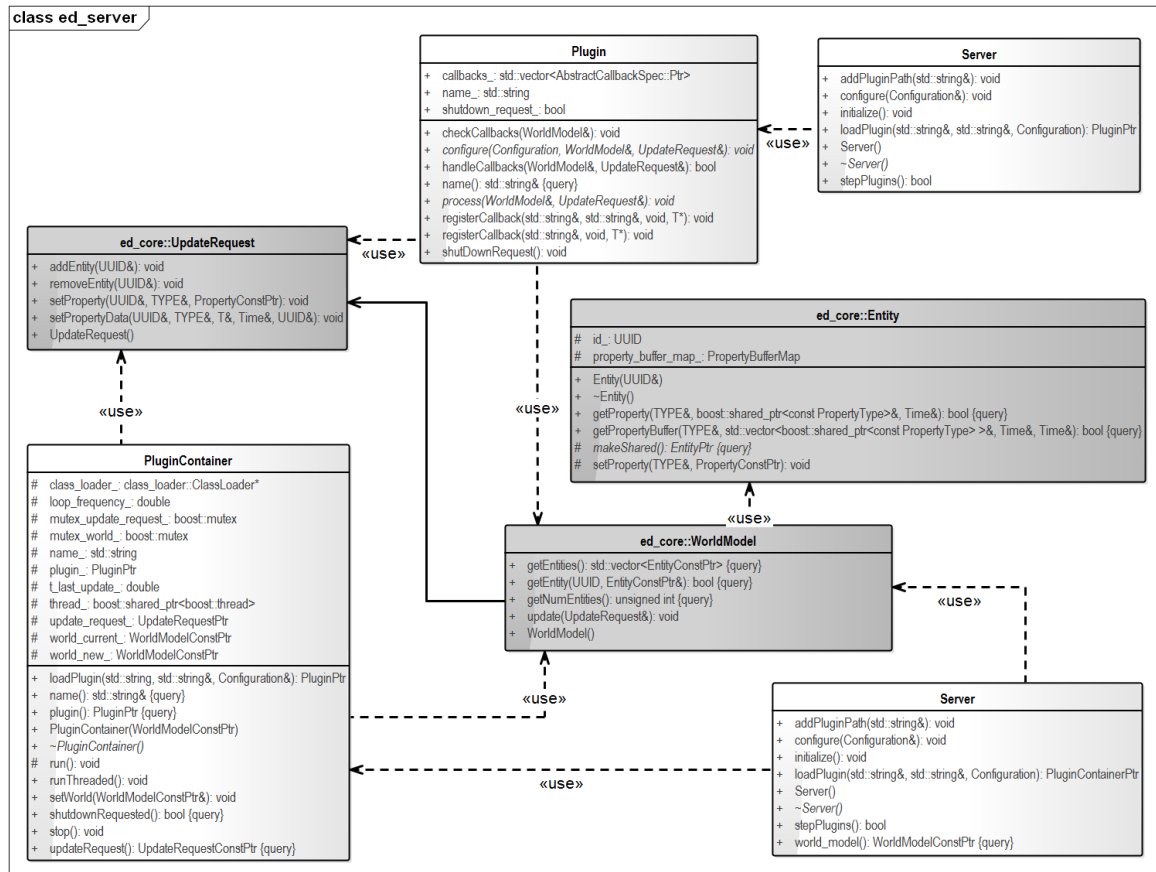 class ed_server
Plugin
+ callbacks_: std::vector<AbstractCallbackSpec::Ptr>
+ name_: std::string
+ shutdown_request_: bool
+ checkCallbacks(WorldModel&): void
+ configure(Configuration, WorldModel&, UpdateRequest&): void
+ handleCallbacks(WorldModel&, UpdateRequest&): bool
+ name(): std::string& {query}
+ process(WorldModel&, UpdateRequest&): void
+ registerCallback(std::string&, std::string&, void, T*): void
+ registerCallback(std::string&, void, T*): void
+ shutDownRequest(): void
Server
+ addPluginPath(std::string&): void
+ configure(Configuration&): void
+ initialize(): void
+ loadPlugin(std::string&, std::string&, Configuration): PluginPtr
+ Server()
+ ~Server()
+ stepPlugins(): bool
«use»
«use»
ed_core::UpdateRequest
+ addEntity(UUID&): void
+ removeEntity(UUID&): void
+ setProperty(UUID&, TYPE&, PropertyConstPtr): void
+ setPropertyData(UUID&, TYPE&, T&, Time&, UUID&): void
+ UpdateRequest()
ed_core::Entity
# id_: UUID
# property_buffer_map_: PropertyBufferMap
+ Entity(UUID&)
+ ~Entity()
+ getProperty(TYPE&, boost::shared_ptr<const PropertyType>&, Time&): bool {query}
+ getPropertyBuffer(TYPE&, std::vector<boost::shared_ptr<const PropertyType> >&, Time&, Time&): bool {query}
# makeShared(): EntityPtr {query}
# setProperty(TYPE&, PropertyConstPtr): void
«use»
«use»
«use»
PluginContainer
# class_loader_: class_loader::ClassLoader*
# loop_frequency_: double
# mutex_update_request_: boost::mutex
# mutex_world_: boost::mutex
# name_: std::string
# plugin_: PluginPtr
# t_last_update_: double
# thread_: boost::shared_ptr<boost::thread>
# update_request_: UpdateRequestPtr
# world_current_: WorldModelConstPtr
# world_new_: WorldModelConstPtr
+ loadPlugin(std::string, std::string&, Configuration&): PluginPtr
+ name(): std::string& {query}
+ plugin(): PluginPtr {query}
+ PluginContainer(WorldModelConstPtr)
+ ~PluginContainer()
# run(): void
+ runThreaded(): void
+ setWorld(WorldModelConstPtr&): void
+ shutdownRequested(): bool {query}
+ stop(): void
+ updateRequest(): UpdateRequestConstPtr {query}
ed_core::WorldModel
+ getEntities(): std::vector<EntityConstPtr> {query}
+ getEntity(UUID, EntityConstPtr&): bool {query}
+ getNumEntities(): unsigned int {query}
+ update(UpdateRequest&): void
+ WorldModel()
«use»
«use»
«use»
Server
+ addPluginPath(std::string&): void
+ configure(Configuration&): void
+ initialize(): void
+ loadPlugin(std::string&, std::string&, Configuration): PluginContainerPtr
+ Server()
+ ~Server()
+ stepPlugins(): bool
+ world_model(): WorldModelConstPtr {query}